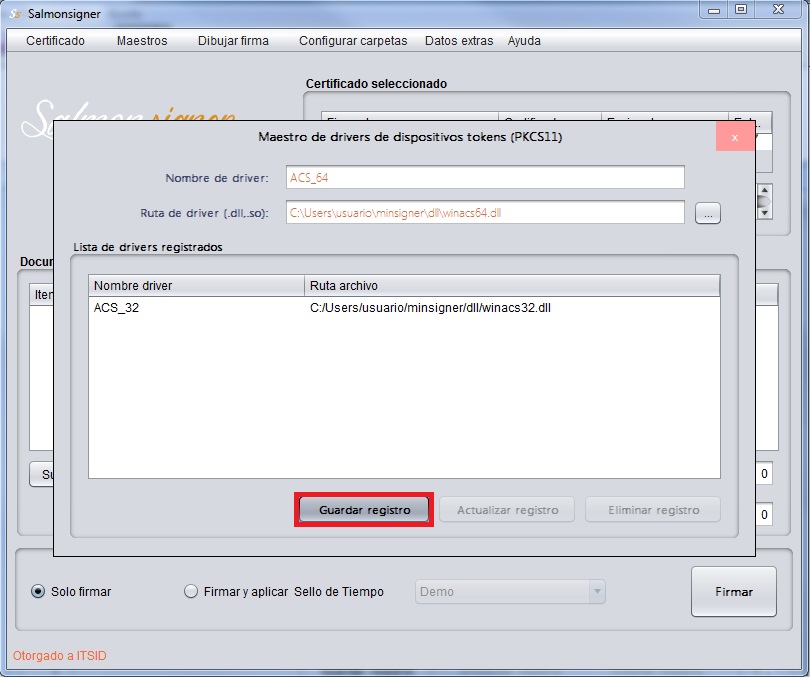 Salmonsigner
Certificado Maestros Dibujar firma Configurar carpetas Datos extras Ayuda
Certificado seleccionado
Maestro de drivers de dispositivos tokens (PKCS11) x
Nombre de driver: ACS_64
Ruta de driver (.dll,.so): C:\Users\usuario\minsigner\dll\winacs64.dll ...
Lista de drivers registrados
Nombre driver Ruta archivo
ACS_32 C:/Users/usuario/minsigner/dll/winacs32.dll
0
Guardar registro Actualizar registro Eliminar registro
0
Solo firmar Firmar y aplicar Sello de Tiempo Demo Firmar
Otorgado a ITSID